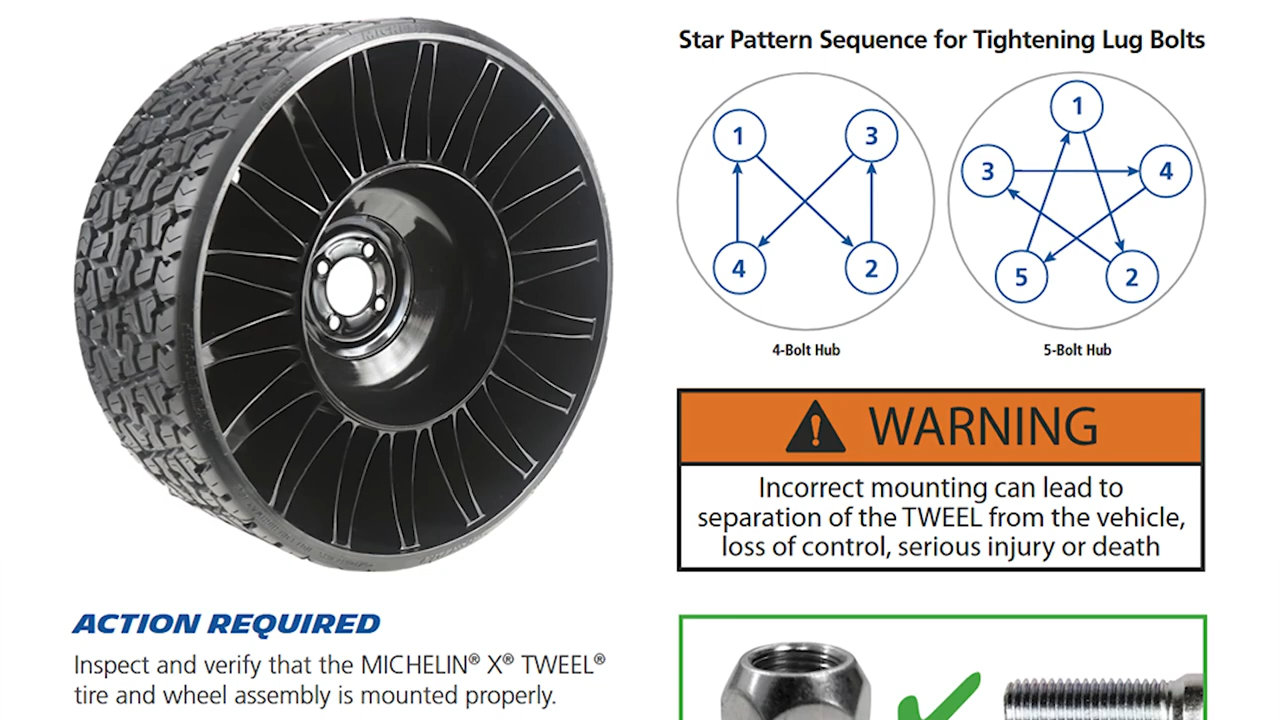 Star Pattern Sequence for Tightening Lug Bolts
1
3
4
2
4-Bolt Hub
1
3
4
5
2
5-Bolt Hub
WARNING
Incorrect mounting can lead to
separation of the TWEEL from the vehicle,
loss of control, serious injury or death
ACTION REQUIRED
Inspect and verify that the MICHELIN® X® TWEEL®
tire and wheel assembly is mounted properly.